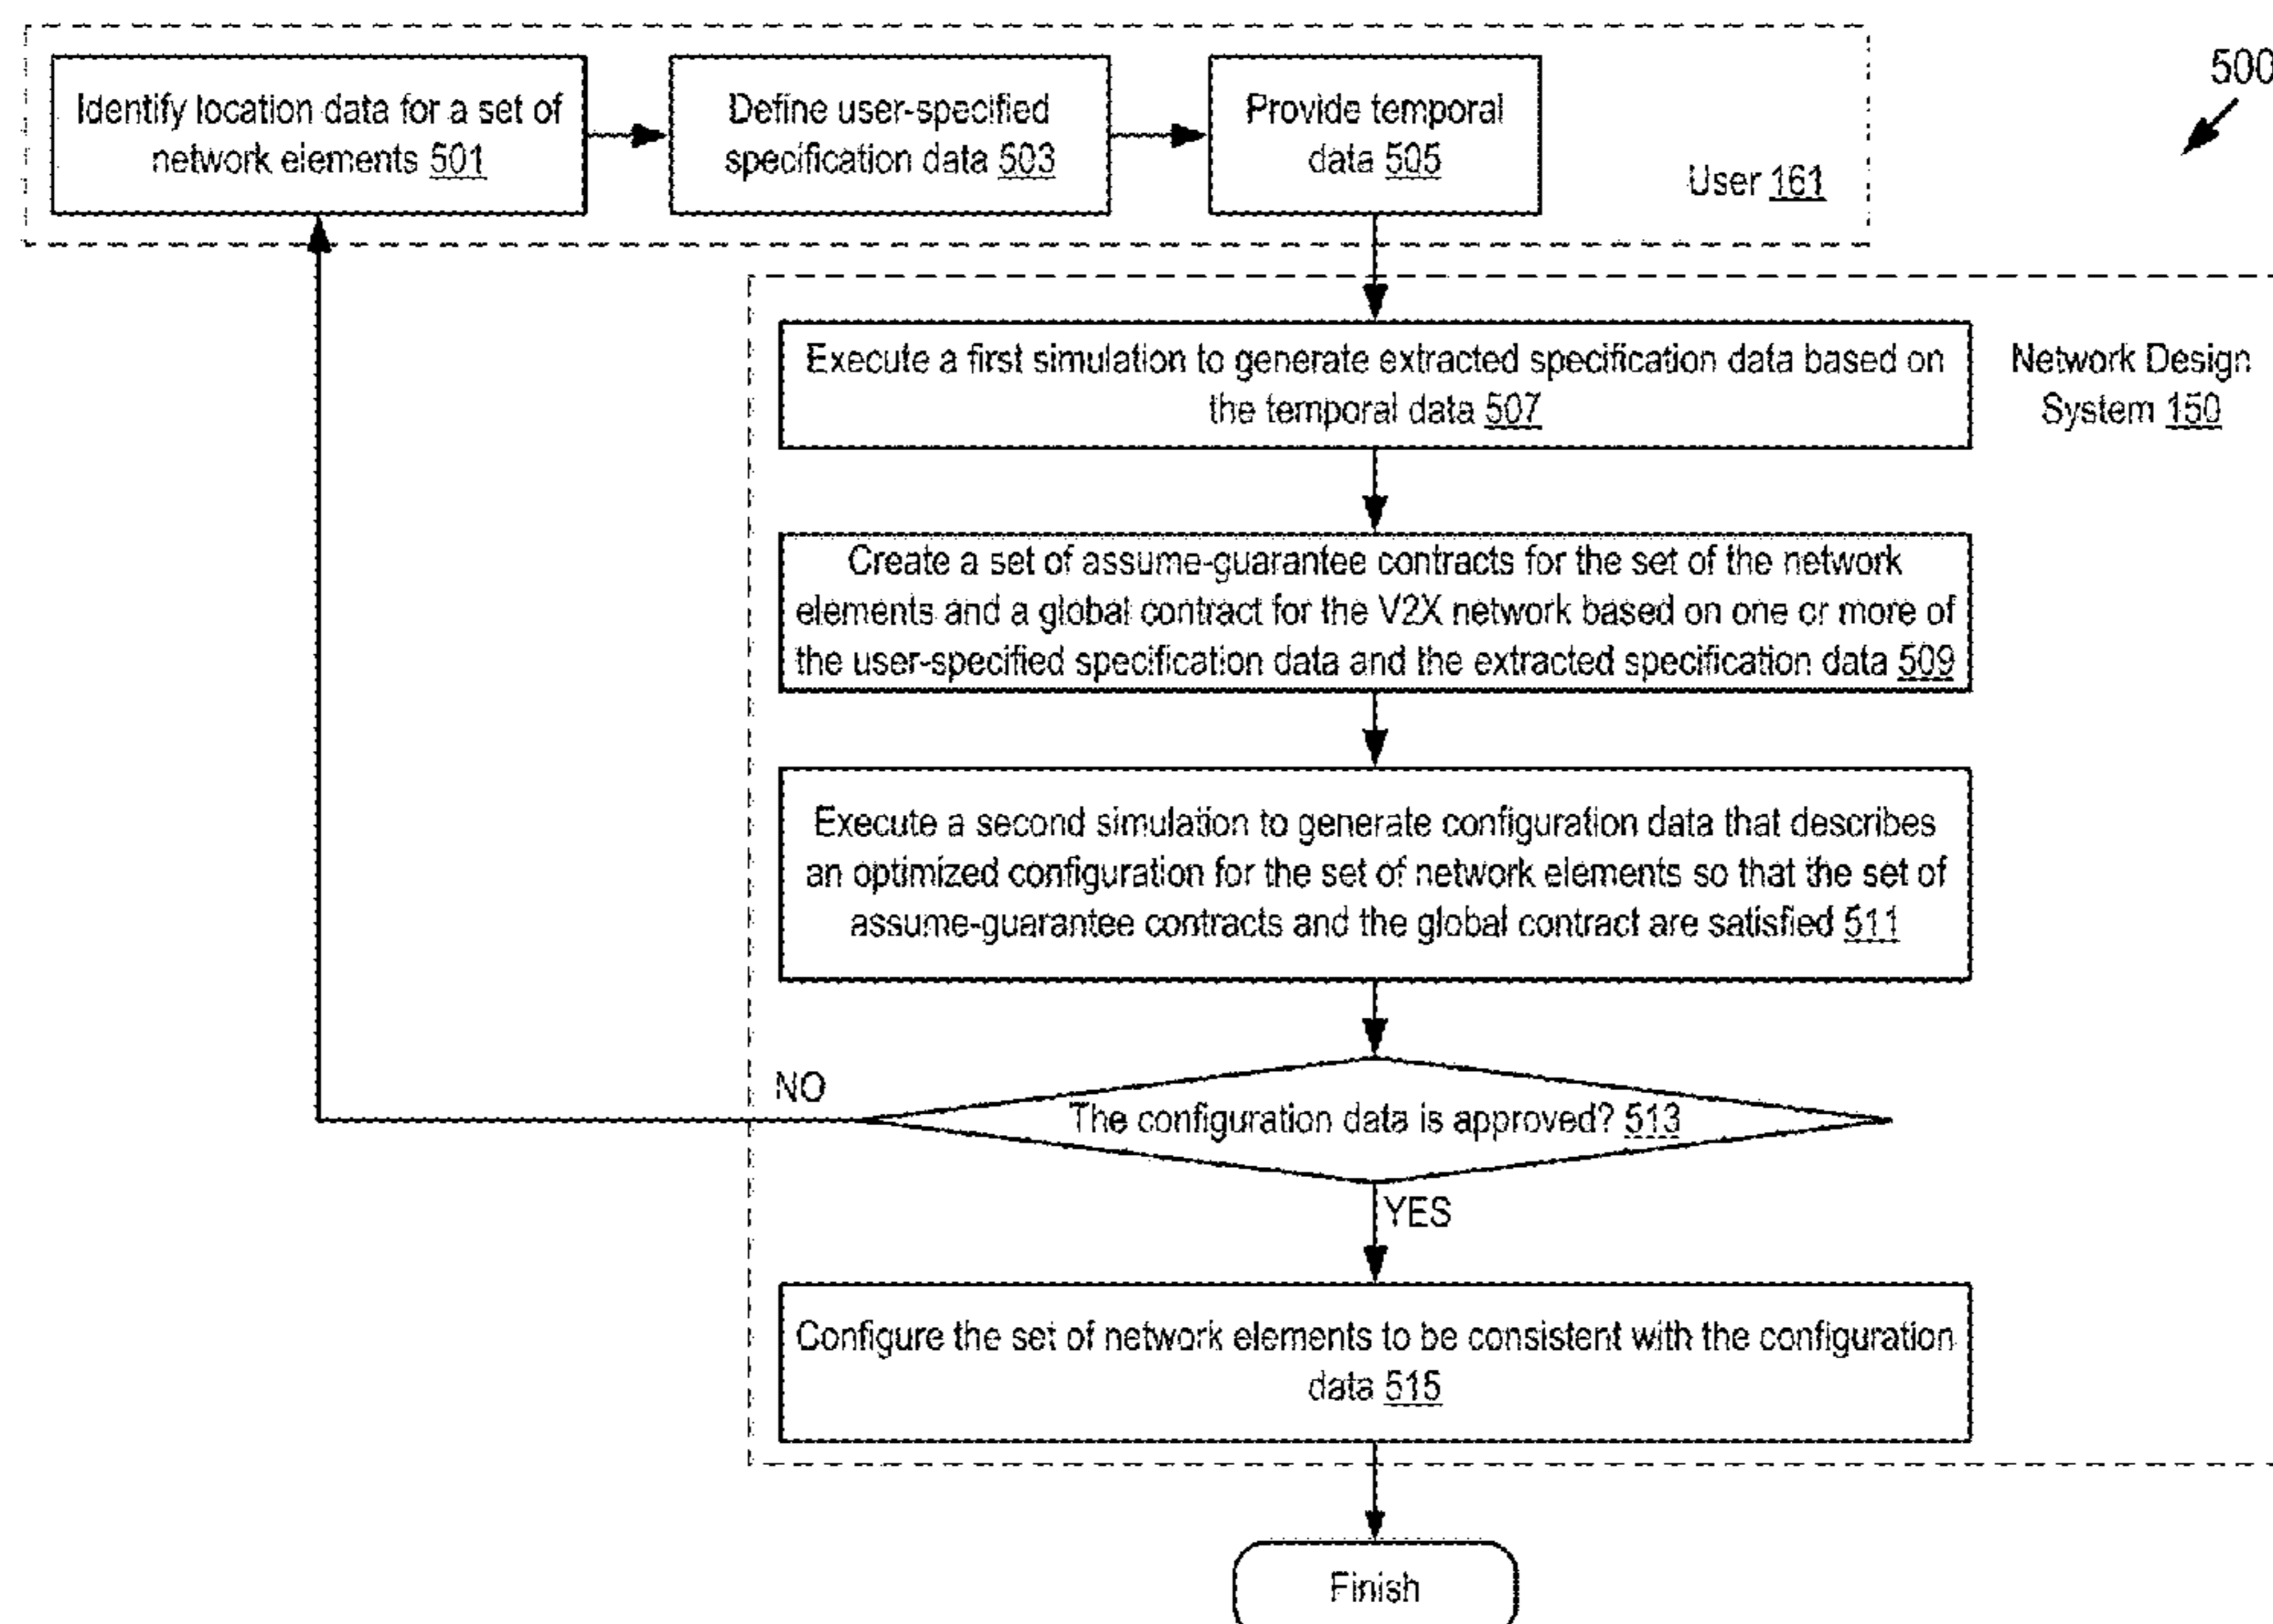 500
Identify location data for a set of
network elements 501
Define user-specified
specification data 503
Provide temporal
data 505
User 161
Execute a first simulation to generate extracted specification data based on
the temporal data 507
Network Design
System 150
Create a set of assume-guarantee contracts for the set of the network
elements and a global contract for the V2X network based on one or more of
the user-specified specification data and the extracted specification data 509
Execute a second simulation to generate configuration data that describes
an optimized configuration for the set of network elements so that the set of
assume-guarantee contracts and the global contract are satisfied 511
NO
The configuration data is approved? 513
YES
Configure the set of network elements to be consistent with the configuration
data 515
Finish